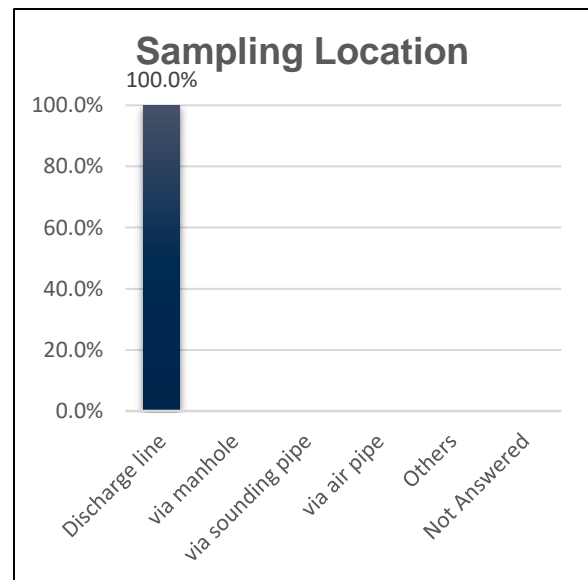 Sampling Location
100.0%
100.0%
80.0%
60.0%
40.0%
20.0%
0.0%
Discharge line
via manhole
via sounding pipe
via air pipe
Others
Not Answered